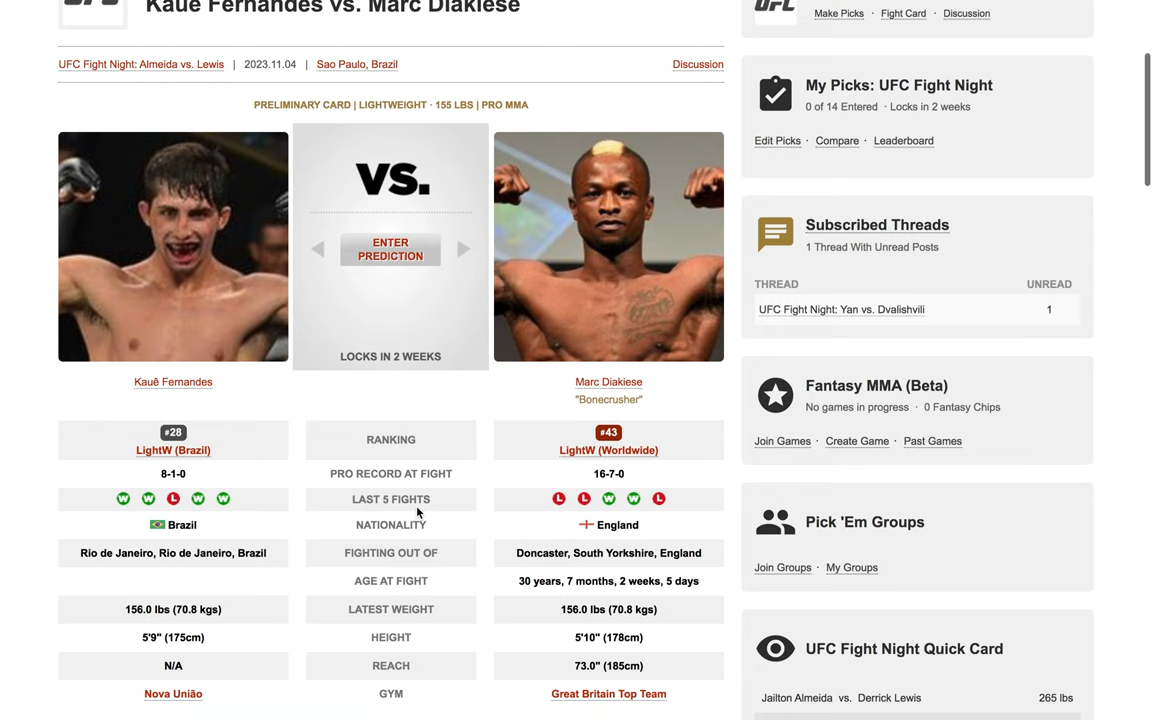 UFC
Kauê Fernandes vs. Marc Diakiese
UFC Fight Night: Almeida vs. Lewis | 2023.11.04 | Sao Paulo, Brazil Discussion
PRELIMINARY CARD | LIGHTWEIGHT · 155 LBS | PRO MMA
VS.
ENTER
PREDICTION
LOCKS IN 2 WEEKS
Kauê Fernandes
Marc Diakiese
"Bonecrusher"
#28
LightW (Brazil)
RANKING
#43
LightW (Worldwide)
8-1-0 PRO RECORD AT FIGHT 16-7-0
W W L W W LAST 5 FIGHTS L L W W L
Brazil NATIONALITY England
Rio de Janeiro, Rio de Janeiro, Brazil FIGHTING OUT OF Doncaster, South Yorkshire, England
AGE AT FIGHT 30 years, 7 months, 2 weeks, 5 days
156.0 lbs (70.8 kgs) LATEST WEIGHT 156.0 lbs (70.8 kgs)
5'9" (175cm) HEIGHT 5'10" (178cm)
N/A REACH 73.0" (185cm)
Nova União GYM Great Britain Top Team
UFC
Make Picks · Fight Card · Discussion
My Picks: UFC Fight Night
0 of 14 Entered · Locks in 2 weeks
Edit Picks · Compare · Leaderboard
Subscribed Threads
1 Thread With Unread Posts
THREAD UNREAD
UFC Fight Night: Yan vs. Dvalishvili 1
Fantasy MMA (Beta)
No games in progress · 0 Fantasy Chips
Join Games · Create Game · Past Games
Pick 'Em Groups
Join Groups · My Groups
UFC Fight Night Quick Card
Jailton Almeida vs. Derrick Lewis 265 lbs